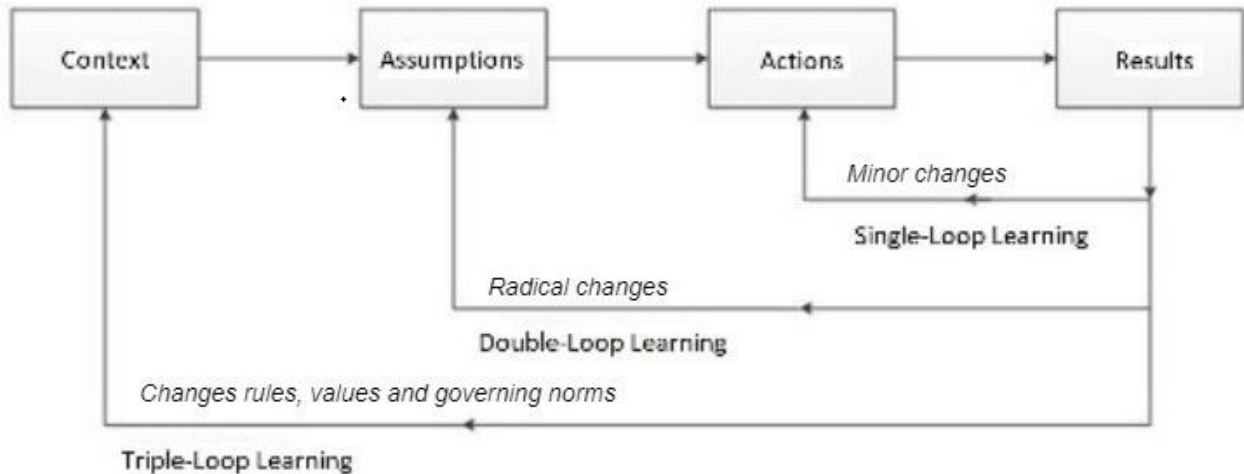 Context
Assumptions
Actions
Results
Minor changes
Single-Loop Learning
Radical changes
Double-Loop Learning
Changes rules, values and governing norms
Triple-Loop Learning